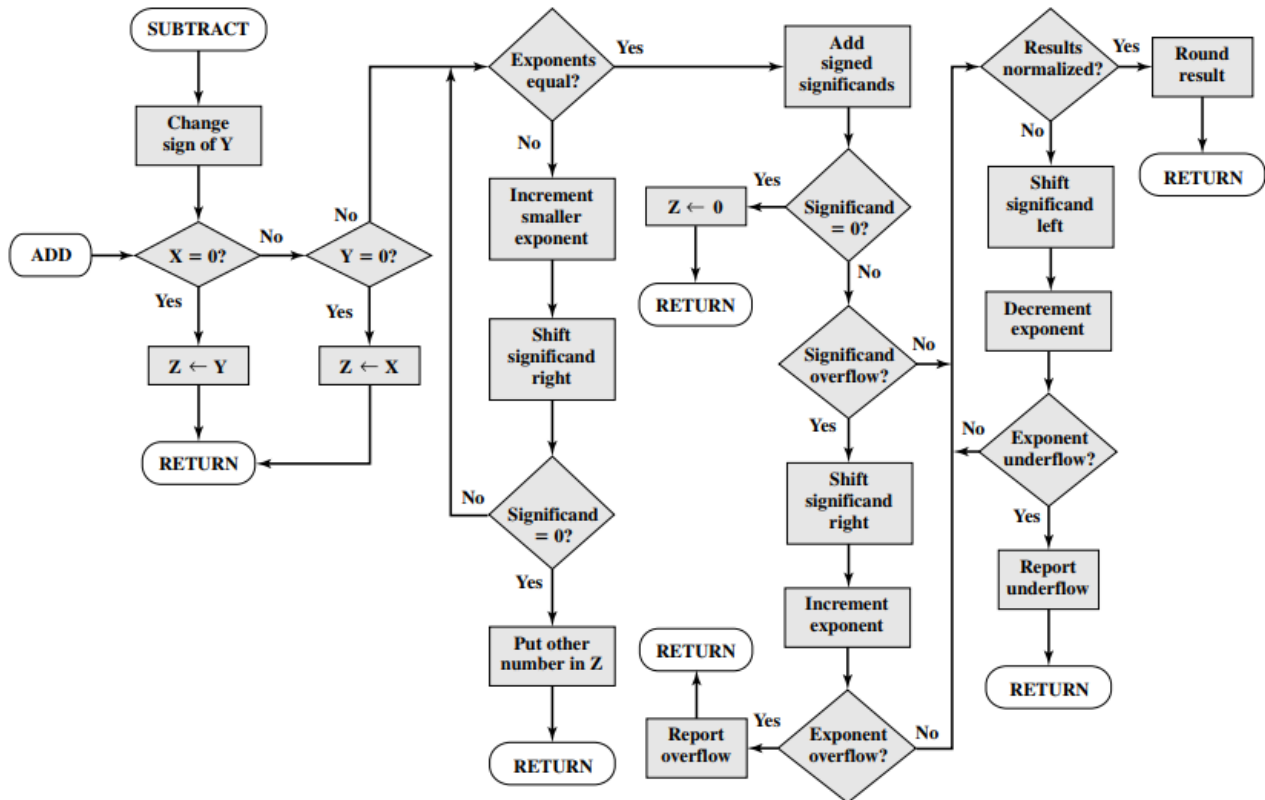 SUBTRACT
Change
sign of Y
ADD
X = 0?
No
Yes
Z ← Y
RETURN
No
Y = 0?
Yes
Z ← X
Exponents
equal?
Yes
No
Increment
smaller
exponent
Shift
significand
right
No
Significand
= 0?
Yes
Put other
number in Z
RETURN
Add
signed
significands
Yes
Significand
= 0?
Z ← 0
RETURN
No
Significand
overflow?
No
Yes
Shift
significand
right
Increment
exponent
Exponent
overflow?
Yes
Report
overflow
RETURN
No
Results
normalized?
Yes
Round
result
RETURN
No
Shift
significand
left
Decrement
exponent
No
Exponent
underflow?
Yes
Report
underflow
RETURN